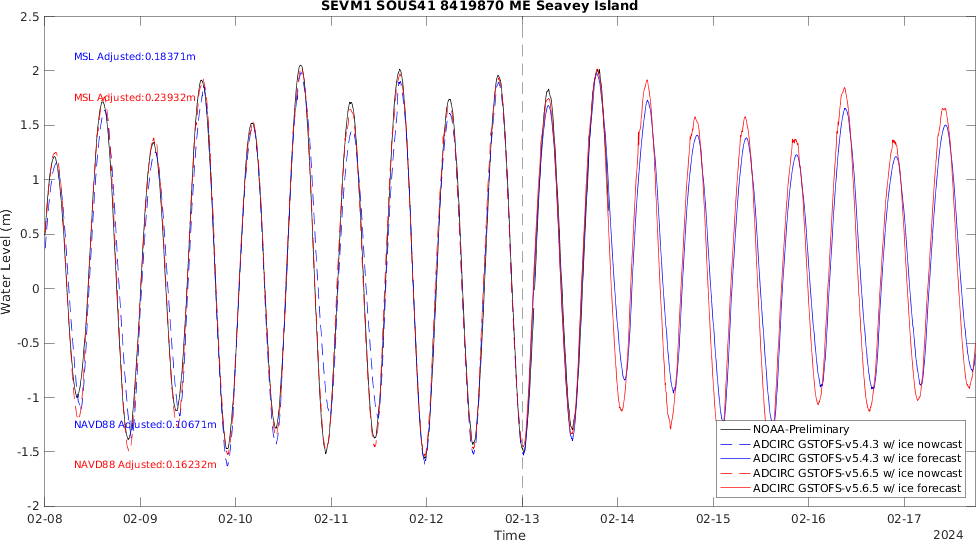 SEVM1 SOUS41 8419870 ME Seavey Island
2.5
2
1.5
1
0.5
0
-0.5
-1
-1.5
-2
Water Level (m)
MSL Adjusted:0.18371m
MSL Adjusted:0.23932m
NAVD88 Adjusted:0.10671m
NAVD88 Adjusted:0.16232m
NOAA-Preliminary
ADCIRC GSTOFS-v5.4.3 w/ ice nowcast
ADCIRC GSTOFS-v5.4.3 w/ ice forecast
ADCIRC GSTOFS-v5.6.5 w/ ice nowcast
ADCIRC GSTOFS-v5.6.5 w/ ice forecast
02-08 02-09 02-10 02-11 02-12 02-13 02-14 02-15 02-16 02-17
Time
2024